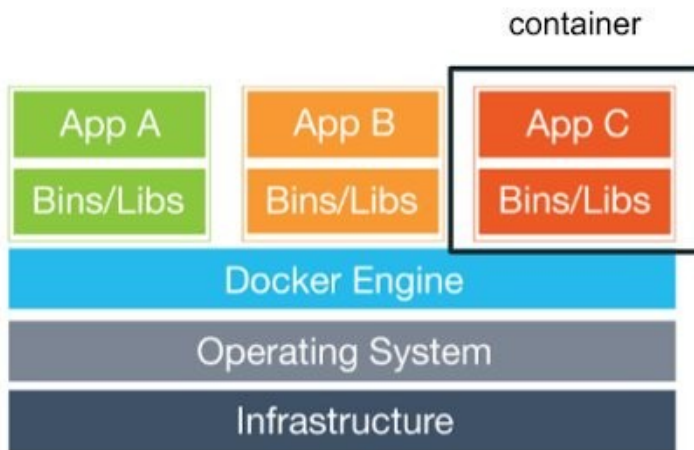 container
App A
App B
App C
Bins/Libs
Bins/Libs
Bins/Libs
Docker Engine
Operating System
Infrastructure